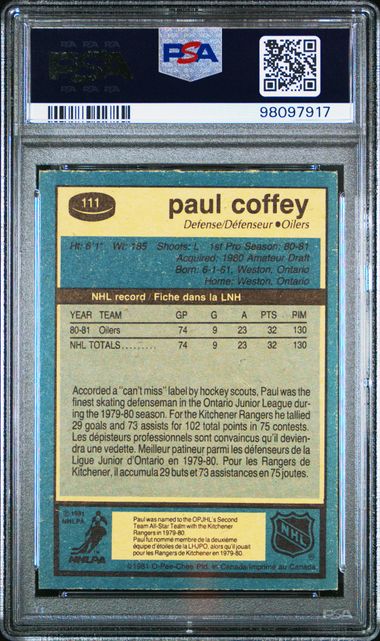 PSA
PSA
98097917
111
paul coffey
Defense/Défenseur •Oilers
Ht: 6'1" Wt: 185 Shoots: L 1st Pro Season: 80-81
Acquired: 1980 Amateur Draft
Born: 6-1-61, Weston, Ontario
Home: Weston, Ontario
NHL record / Fiche dans la LNH
YEAR TEAM GP G A PTS PIM
80-81 Oilers 74 9 23 32 130
NHL TOTALS 74 9 23 32 130
Accorded a "can't miss" label by hockey scouts, Paul was the
finest skating defenseman in the Ontario Junior League dur-
ing the 1979-80 season. For the Kitchener Rangers he tallied
29 goals and 73 assists for 102 total points in 75 contests.
Les dépisteurs professionnels sont convaincus qu'il devien-
dra une vedette. Meilleur patineur parmi les défenseurs de la
Ligue Junior d'Ontario en 1979-80. Pour les Rangers de
Kitchener, il accumula 29 buts et 73 assistances en 75 joutes.
© 1981
NHLPA
NHLPA
Paul was named to the OPJHL's Second
Team All-Star Team with the Kitchener
Rangers in 1979-80.
Paul fut nommé membre de la deuxième
équipe d'étoiles de la LHJPO, alors qu'il jouait
pour les Rangers de Kitchener en 1979-80.
NHL
© 1981 O-Pee-Chee Ptd. in Canada Imprimé au Canada
PSA